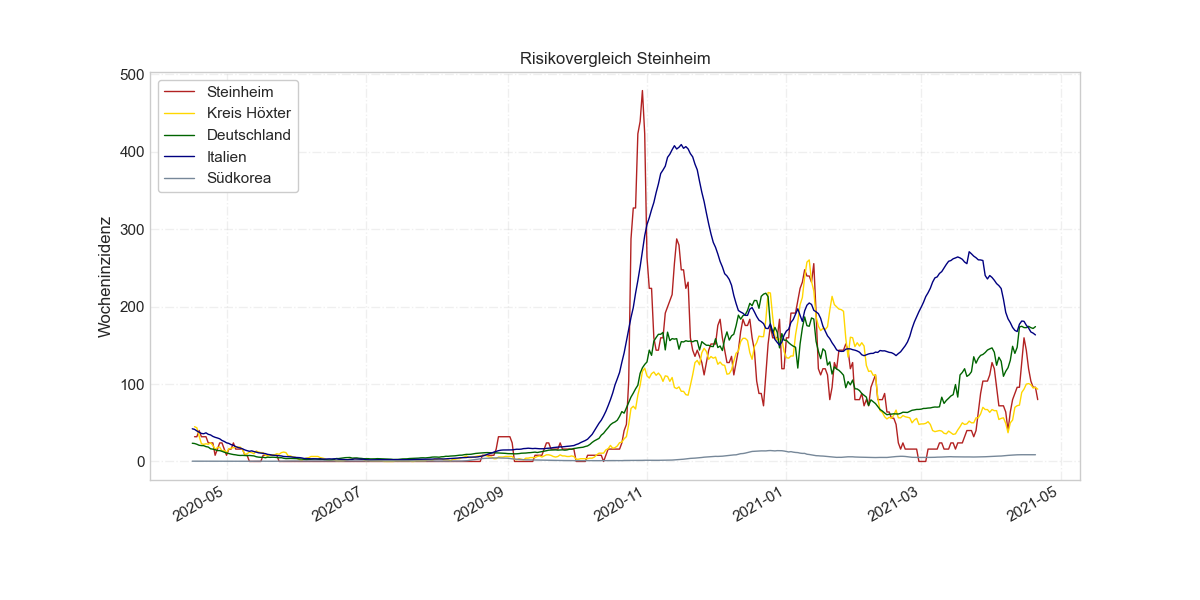 Risikovergleich Steinheim
Wocheninzidenz
500
400
300
200
100
0
Steinheim
Kreis Höxter
Deutschland
Italien
Südkorea
2020-05
2020-07
2020-09
2020-11
2021-01
2021-03
2021-05